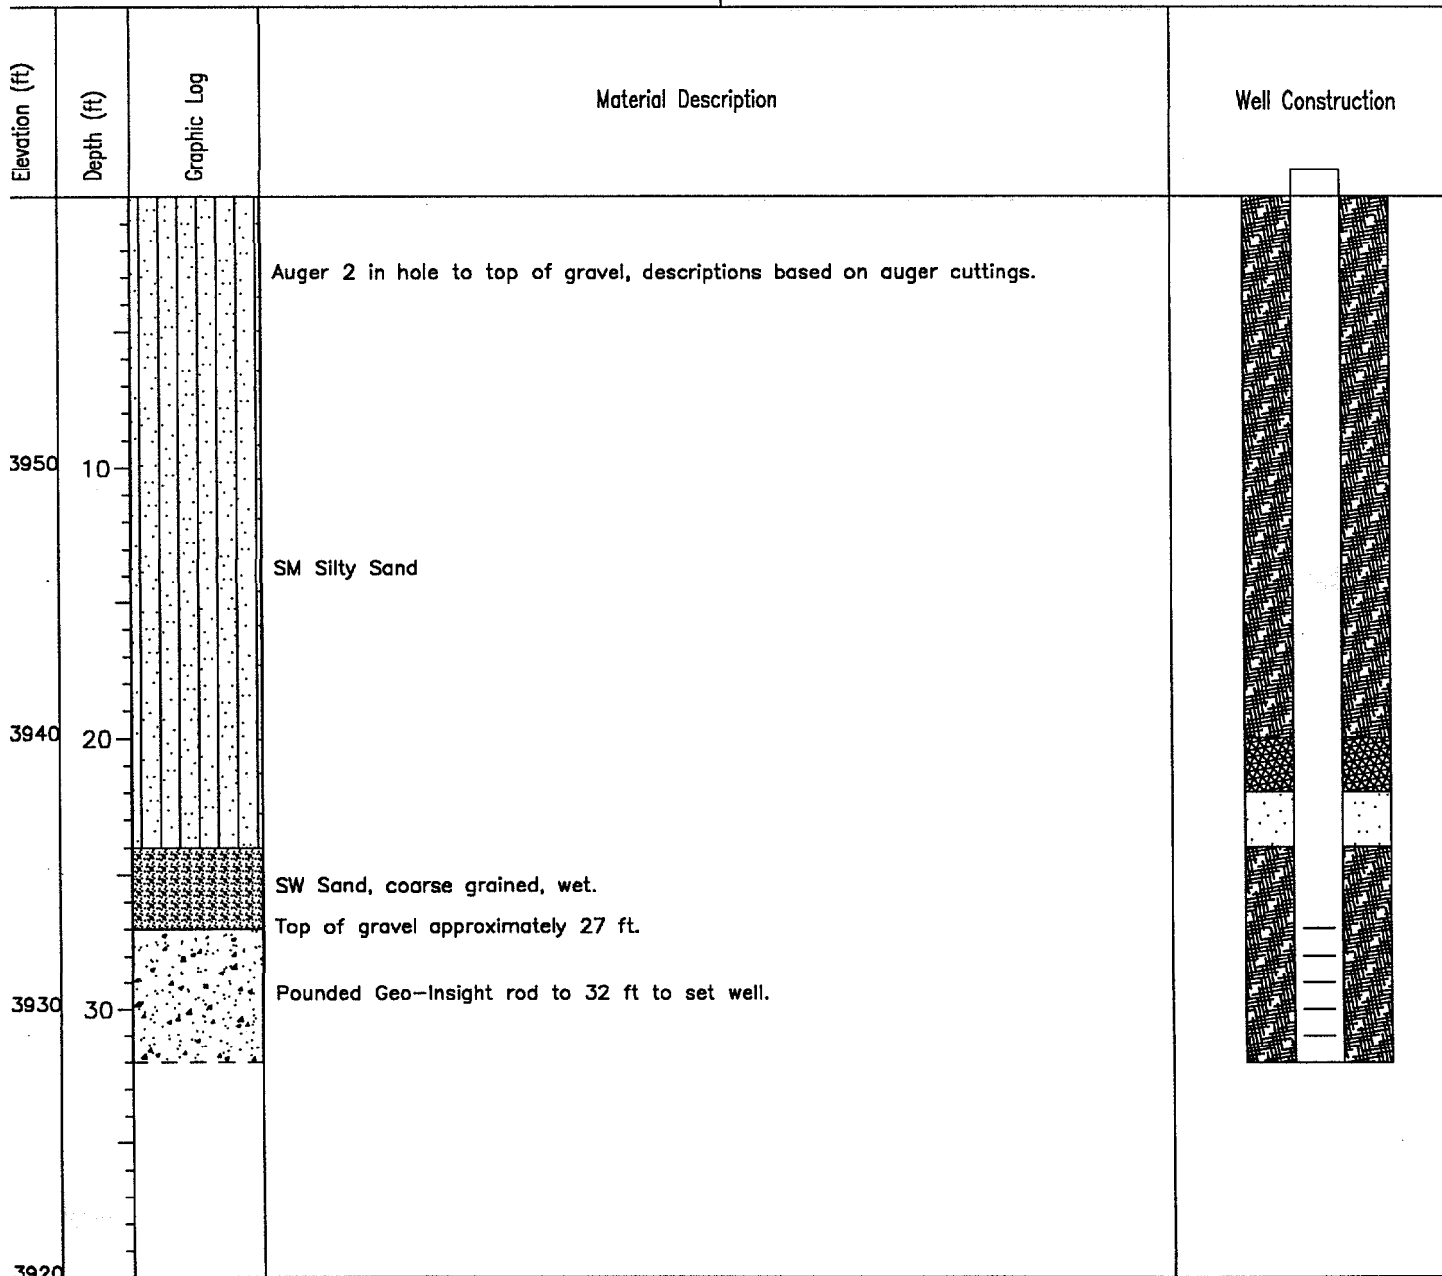 Elevation (ft)
Depth (ft)
Graphic Log
Material Description
Well Construction
Auger 2 in hole to top of gravel, descriptions based on auger cuttings.
3950
10
SM Silty Sand
3940
20
SW Sand, coarse grained, wet.
Top of gravel approximately 27 ft.
Pounded Geo-Insight rod to 32 ft to set well.
3930
30
3920